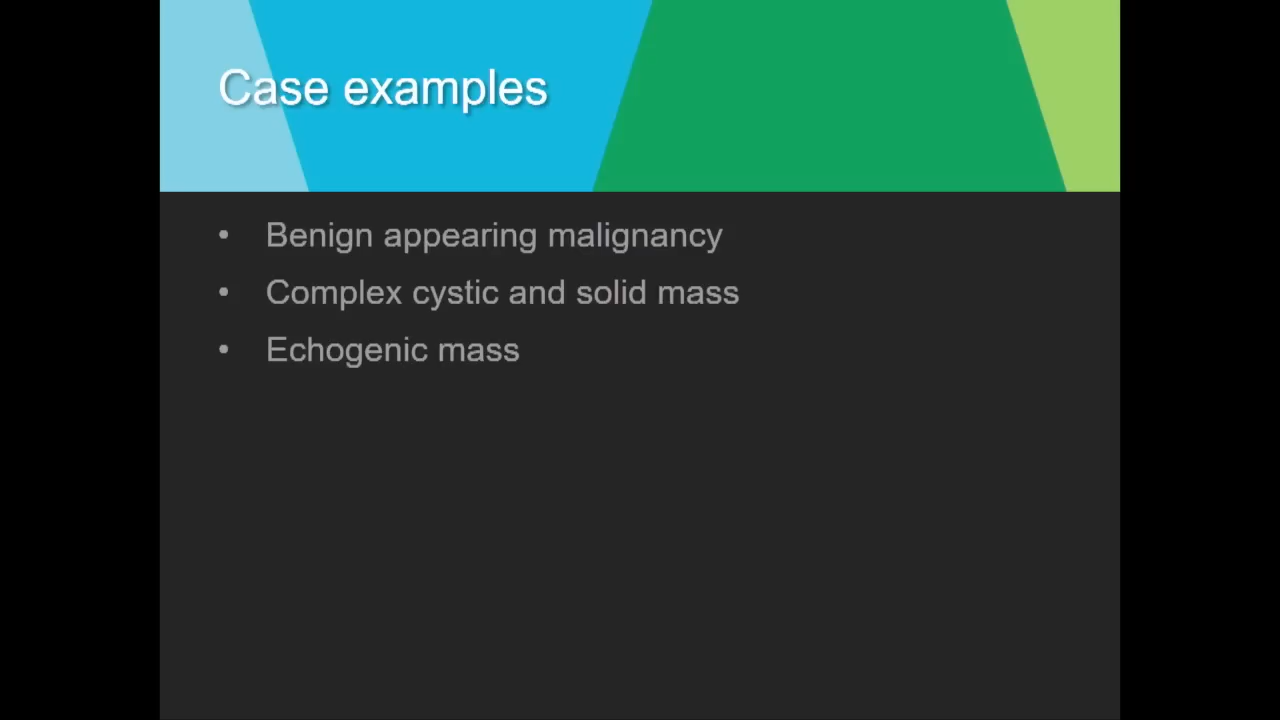 Case examples
• Benign appearing malignancy
• Complex cystic and solid mass
• Echogenic mass